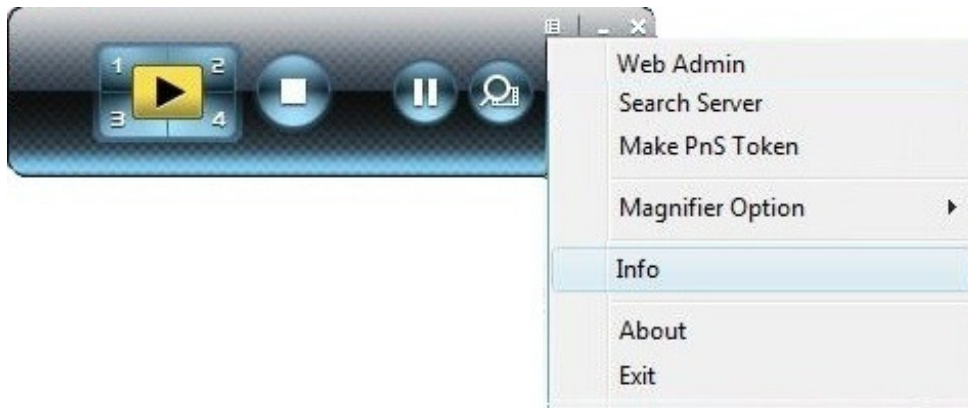 1 2
3 4
Web Admin
Search Server
Make PnS Token
Magnifier Option
Info
About
Exit